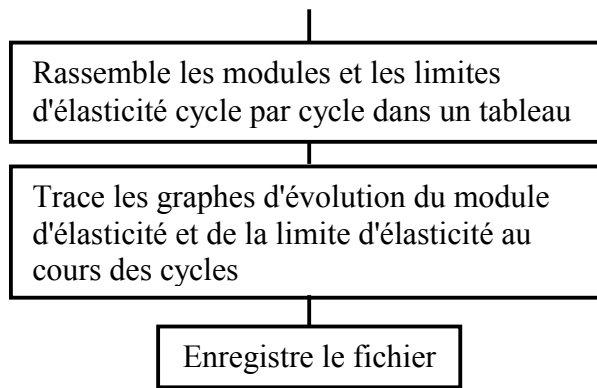 Rassemble les modules et les limites
d'élasticité cycle par cycle dans un tableau
Trace les graphes d'évolution du module
d'élasticité et de la limite d'élasticité au
cours des cycles
Enregistre le fichier